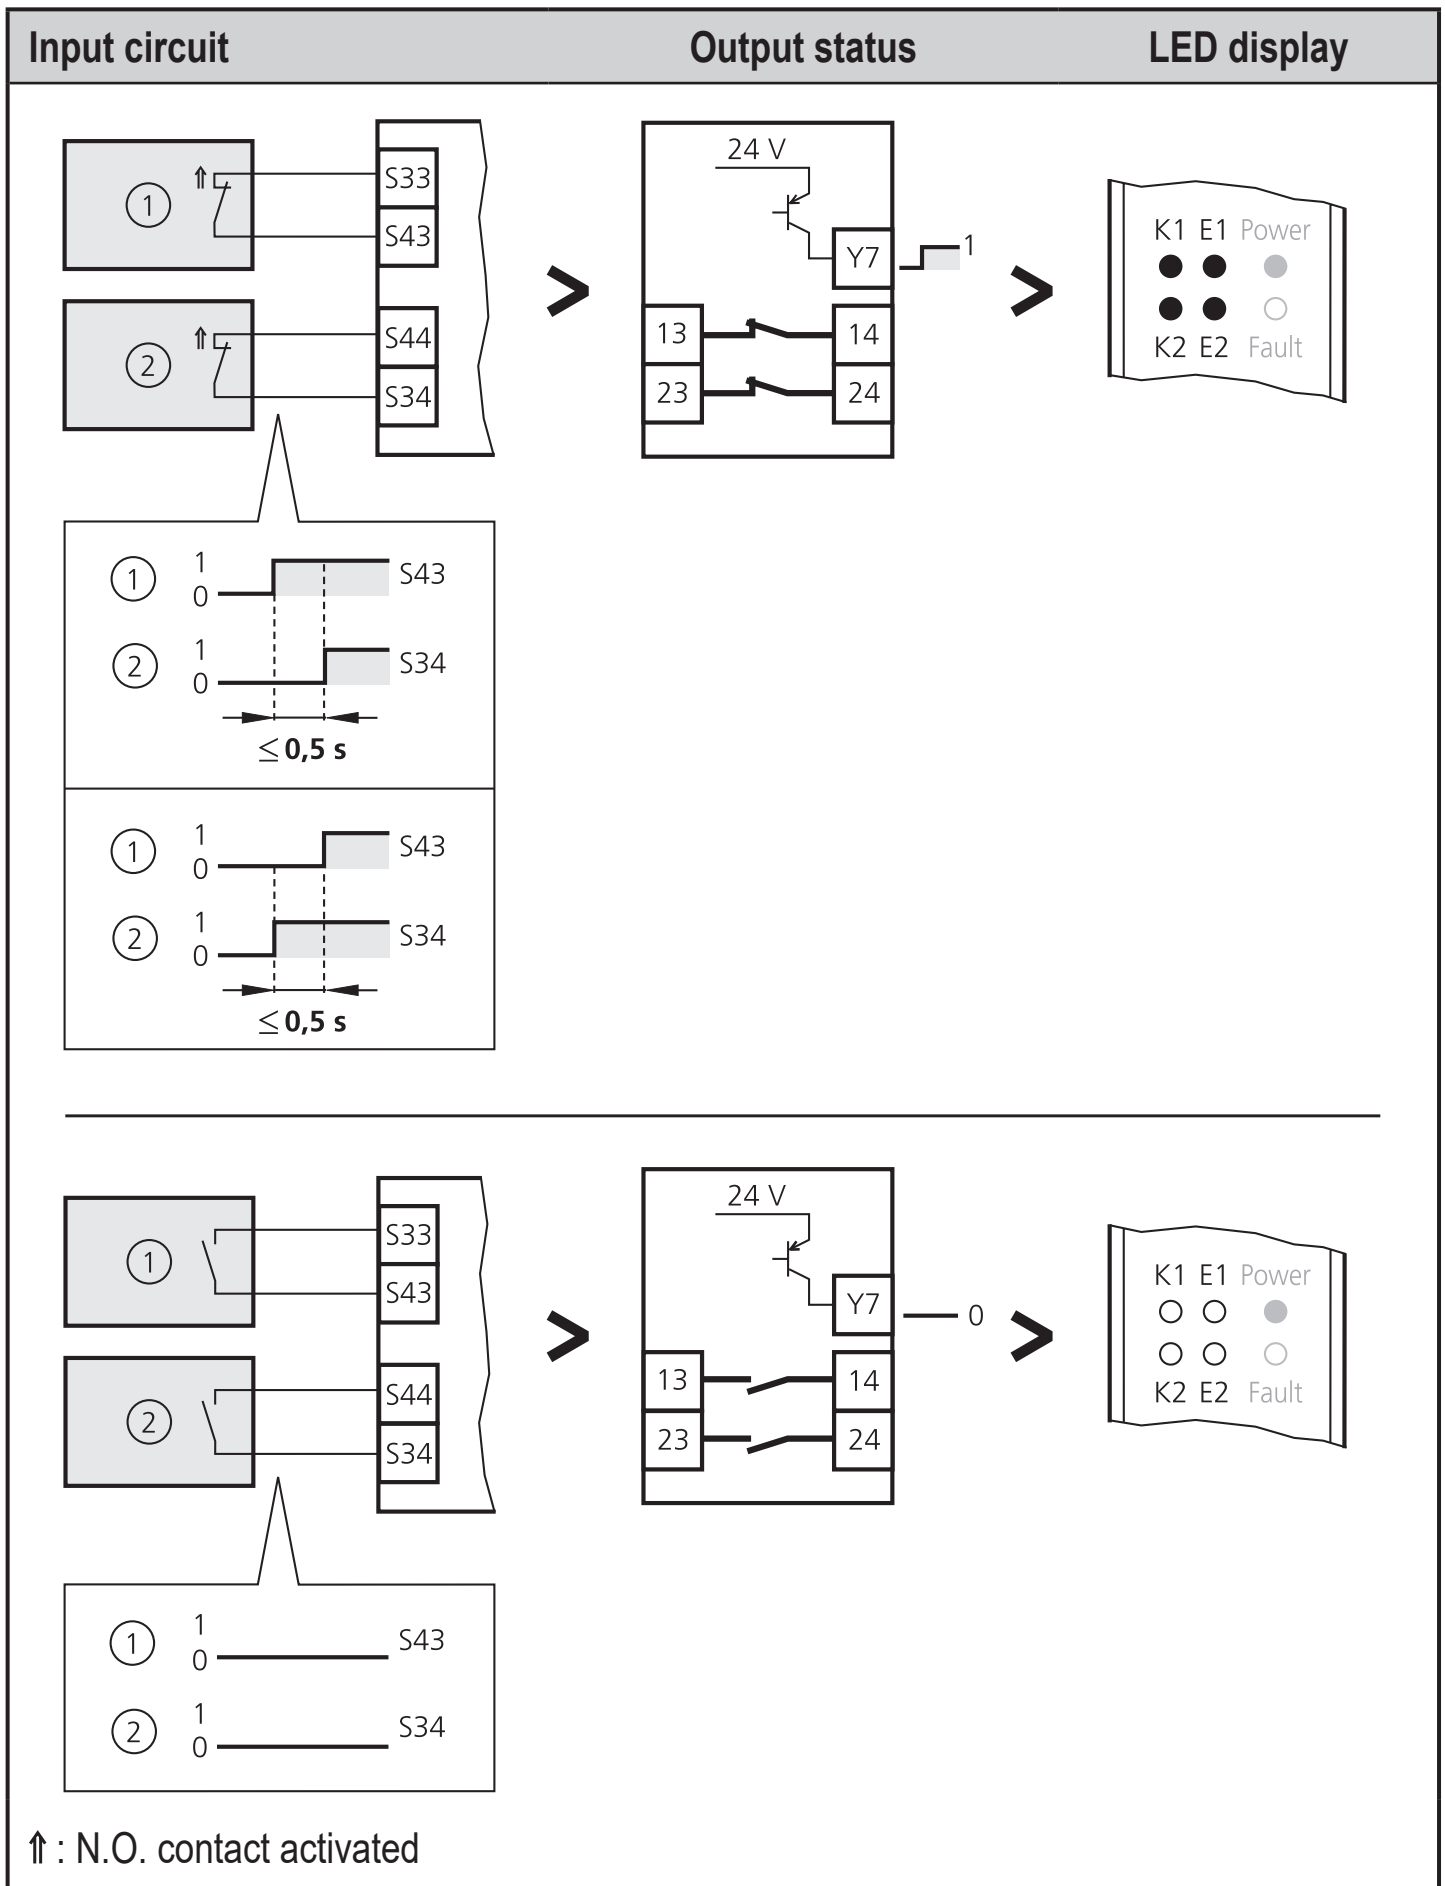 Input circuit Output status LED display
1
S33
S43
2
S44
S34
24 V
Y7
1
13 14
23 24
K1 E1 Power
K2 E2 Fault
1 1 0 S43
2 1 0 S34
≤ 0,5 s
1 1 0 S43
2 1 0 S34
≤ 0,5 s
1
S33
S43
2
S44
S34
24 V
Y7
0
13 14
23 24
K1 E1 Power
K2 E2 Fault
1 1 0 S43
2 1 0 S34
⇑ : N.O. contact activated